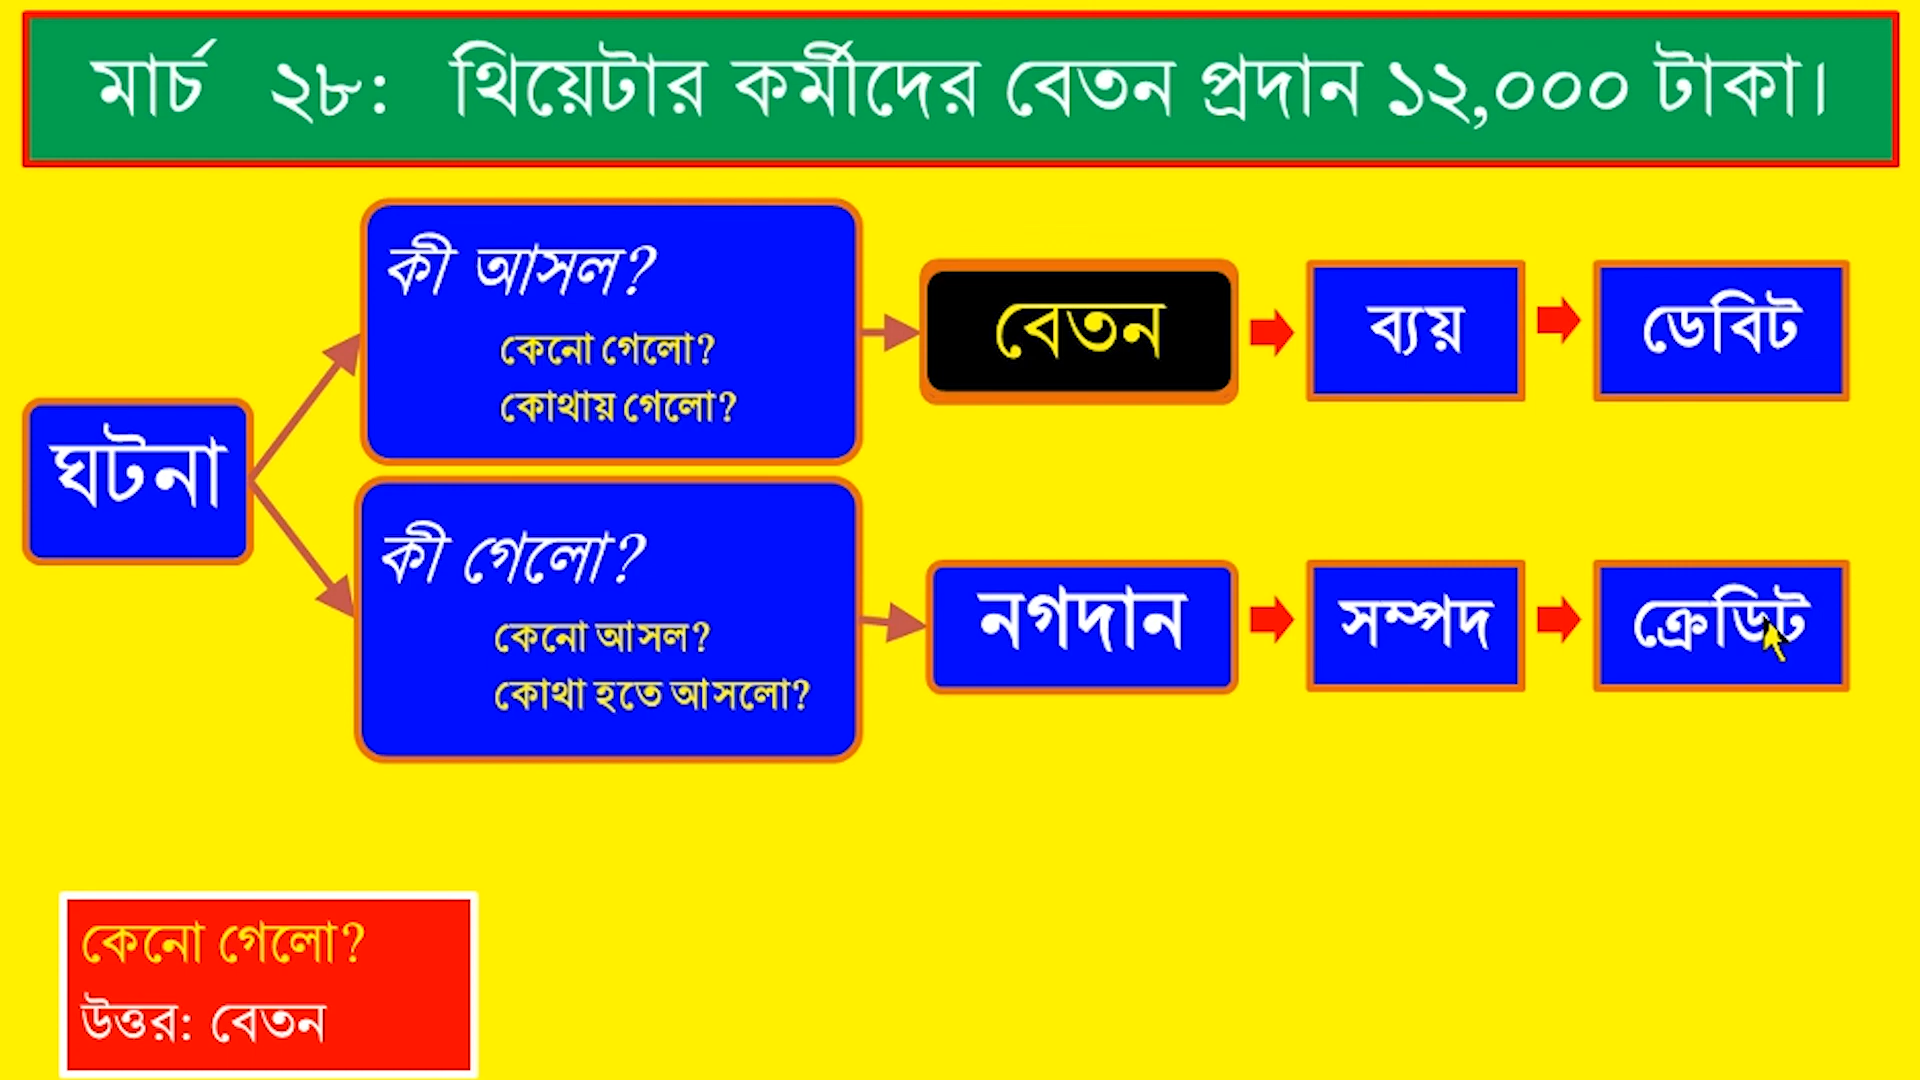 মার্চ ২৮: থিয়েটার কর্মীদের বেতন প্রদান ১২,০০০ টাকা।
কী আসল?
কেনো গেলো?
কোথায় গেলো?
বেতন
ব্যয়
ডেবিট
ঘটনা
কী গেলো?
কেনো আসল?
কোথা হতে আসলো?
নগদান
সম্পদ
ক্রেডিট
কেনো গেলো?
উত্তর: বেতন